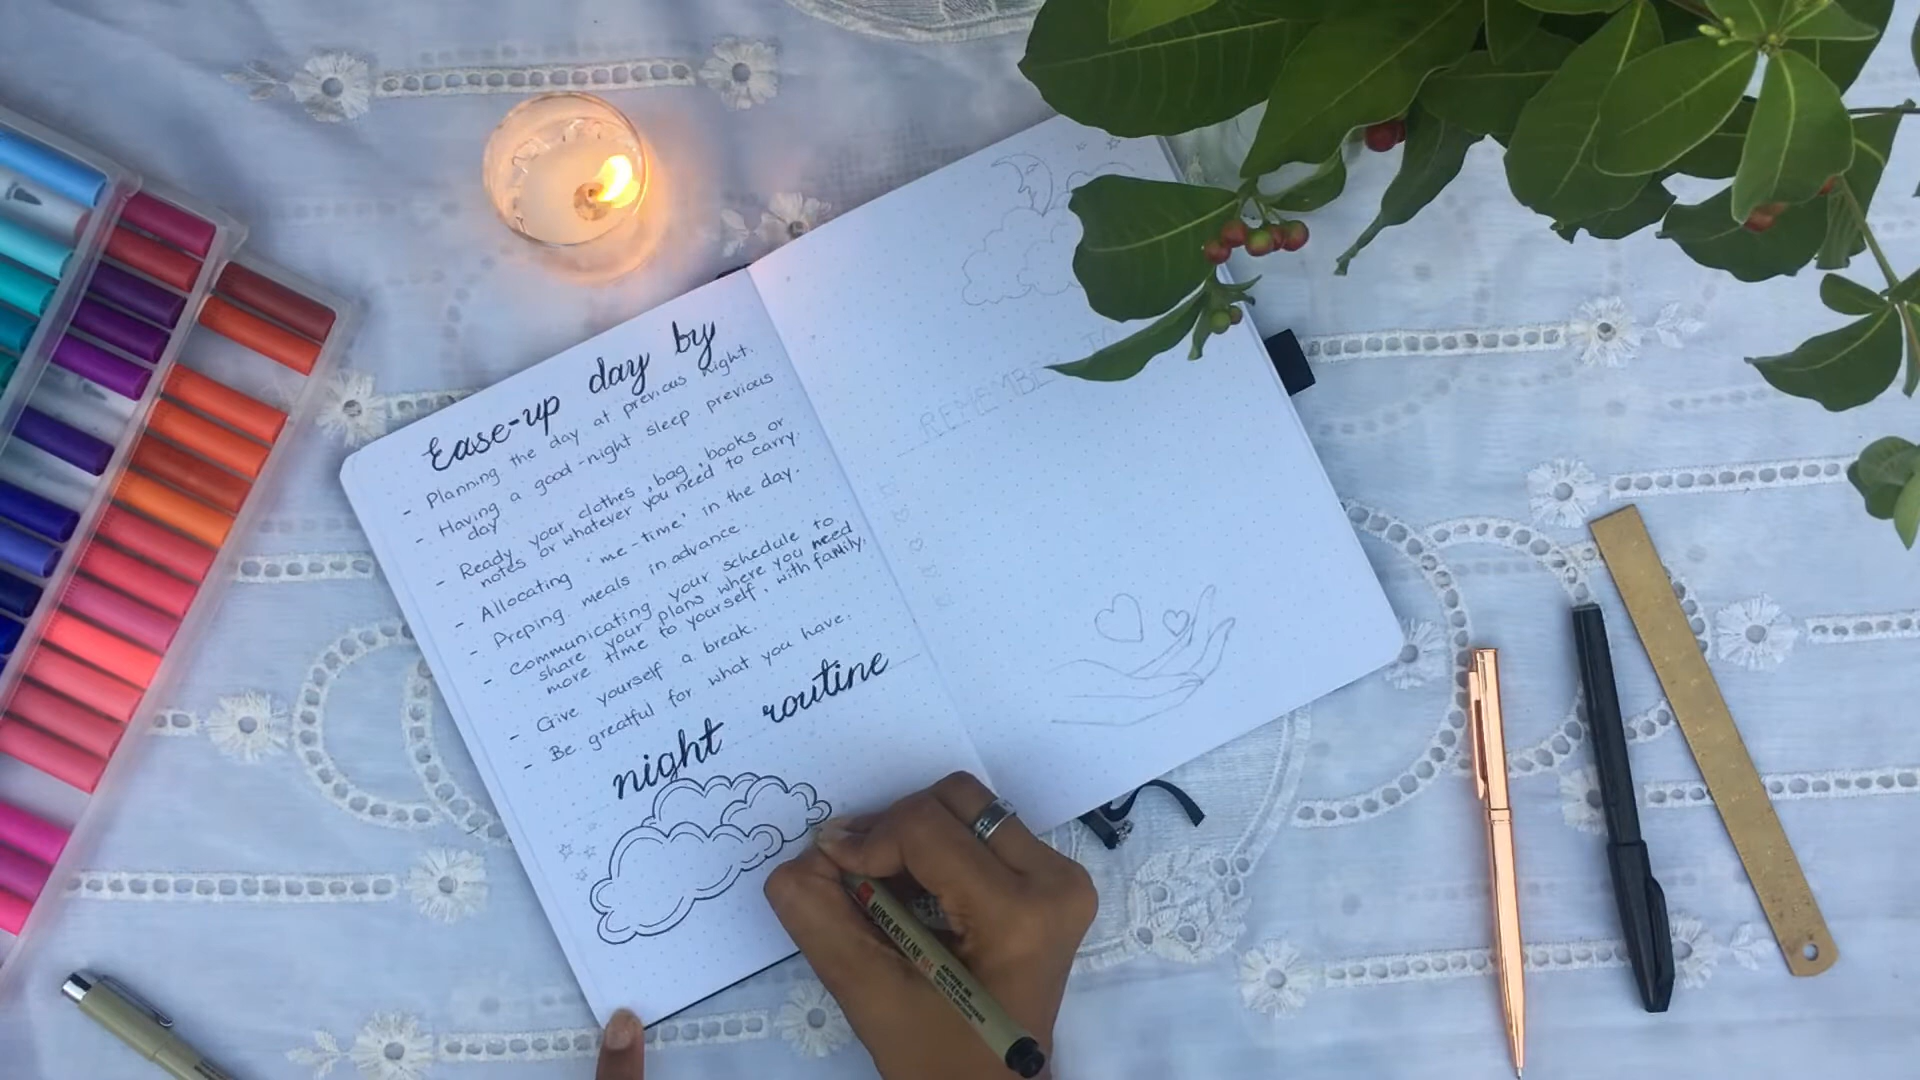 Ease-up day by
- Planning the day at previous night.
- Having a good-night sleep previous
day
- Ready your clothes, bag, books or
notes or whatever you need to carry.
- Allocating 'me-time' in the day.
- Preping meals in advance.
- Communicating your schedule to
share your plans where you need
more time to yourself, with family.
- Give yourself a break.
- Be greatful for what you have.
night routine
REMEMBER TO
ARCHIVAL INK